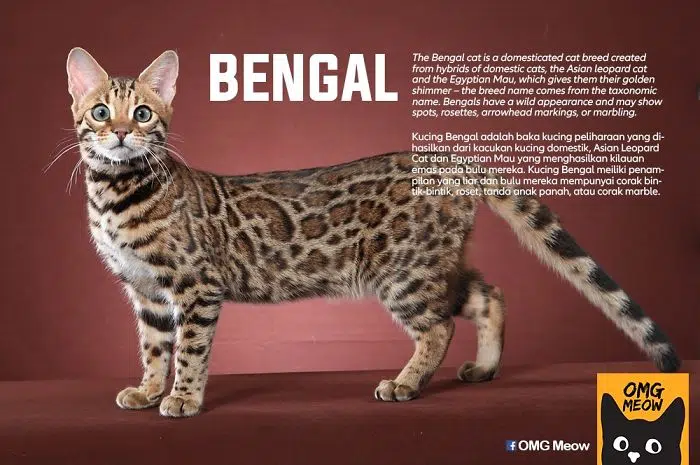 BENGAL
The Bengal cat is a domesticated cat breed created
from hybrids of domestic cats, the Asian leopard cat
and the Egyptian Mau, which gives them their golden
shimmer – the breed name comes from the taxonomic
name. Bengals have a wild appearance and may show
spots, rosettes, arrowhead markings, or marbling.
Kucing Bengal adalah baka kucing peliharaan yang di-
hasilkan dari kacukan kucing domestik, Asian Leopard
Cat dan Egyptian Mau yang menghasilkan kilauan
emas pada bulu mereka. Kucing Bengal meiliki penam-
pilan yang liar dan bulu mereka mempunyai corak bin-
tik-bintik, roset, tanda anak panah, atau corak marble.
OMG
MEOW
f OMG Meow